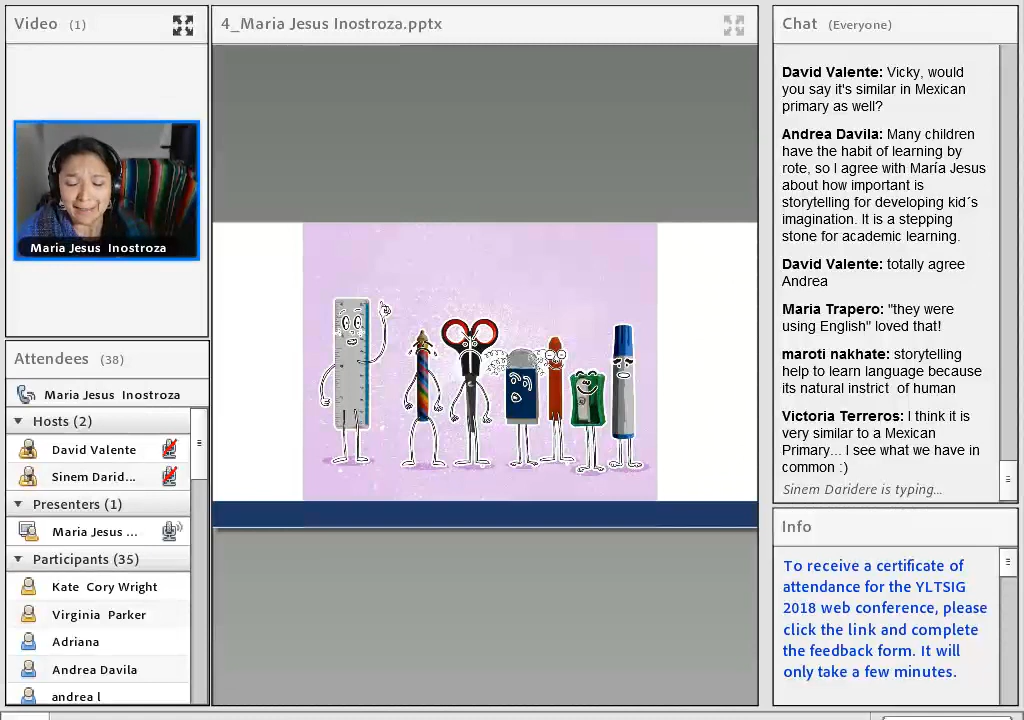 Video (1)
Maria Jesus Inostroza
Attendees (38)
Maria Jesus Inostroza
Hosts (2)
David Valente
Sinem Darid...
Presenters (1)
Maria Jesus ...
Participants (35)
Kate Cory Wright
Virginia Parker
Adriana
Andrea Davila
andrea l
4_Maria Jesus Inostroza.pptx
Chat (Everyone)
David Valente: Vicky, would
you say it's similar in Mexican
primary as well?
Andrea Davila: Many children
have the habit of learning by
rote, so I agree with María Jesus
about how important is
storytelling for developing kid´s
imagination. It is a stepping
stone for academic learning.
David Valente: totally agree
Andrea
Maria Trapero: "they were
using English" loved that!
maroti nakhate: storytelling
help to learn language because
its natural instrict of human
Victoria Terreros: I think it is
very similar to a Mexican
Primary... I see what we have in
common :)
Sinem Daridere is typing...
Info
To receive a certificate of
attendance for the YLTSIG
2018 web conference, please
click the link and complete
the feedback form. It will
only take a few minutes.